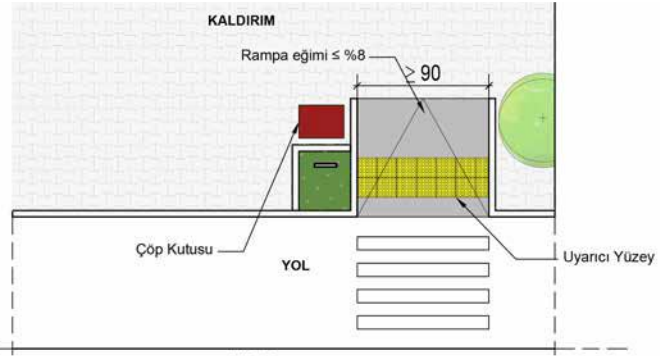 KALDIRIM
Rampa eğimi ≤ %8
≥ 90
Çöp Kutusu
YOL
Uyarıcı Yüzey